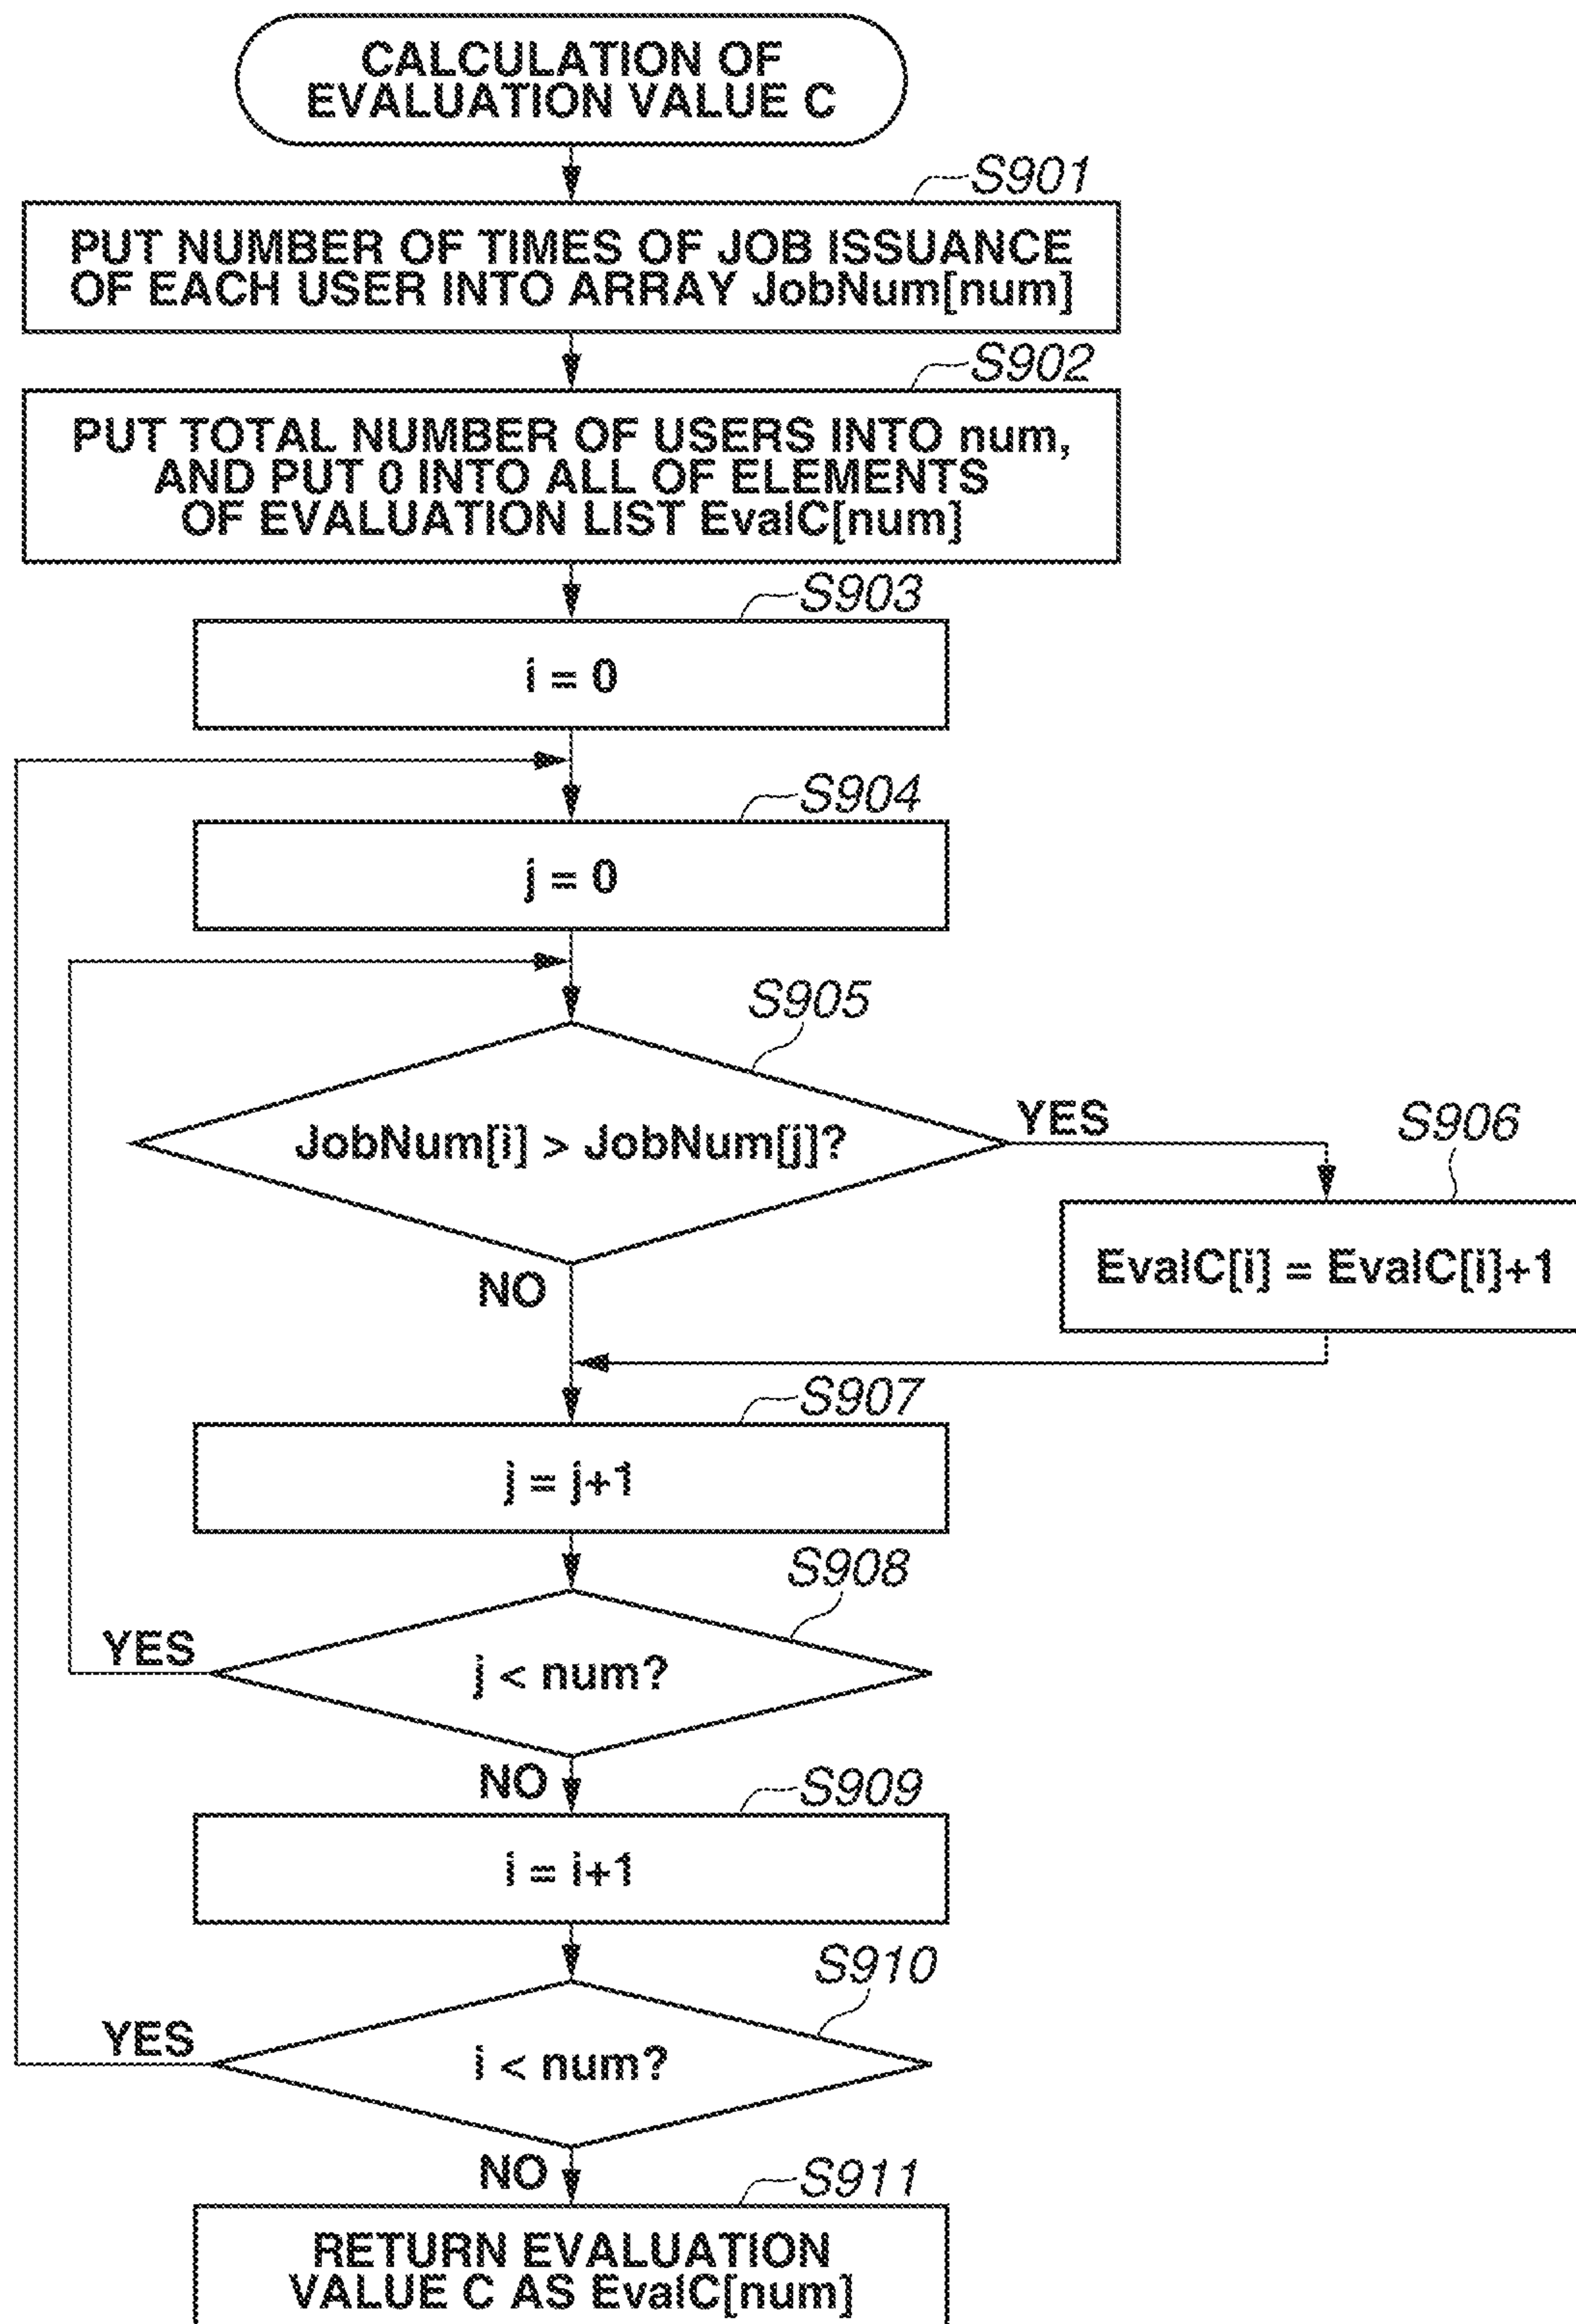 CALCULATION OF
EVALUATION VALUE C
S901
PUT NUMBER OF TIMES OF JOB ISSUANCE
OF EACH USER INTO ARRAY JobNum[num]
S902
PUT TOTAL NUMBER OF USERS INTO num,
AND PUT 0 INTO ALL OF ELEMENTS
OF EVALUATION LIST EvalC[num]
S903
i = 0
S904
j = 0
S905
JobNum[i] > JobNum[j]?
YES
S906
EvalC[i] = EvalC[i]+1
NO
S907
j = j+1
S908
YES
j < num?
NO
S909
i = i+1
S910
YES
i < num?
NO
S911
RETURN EVALUATION
VALUE C AS EvalC[num]